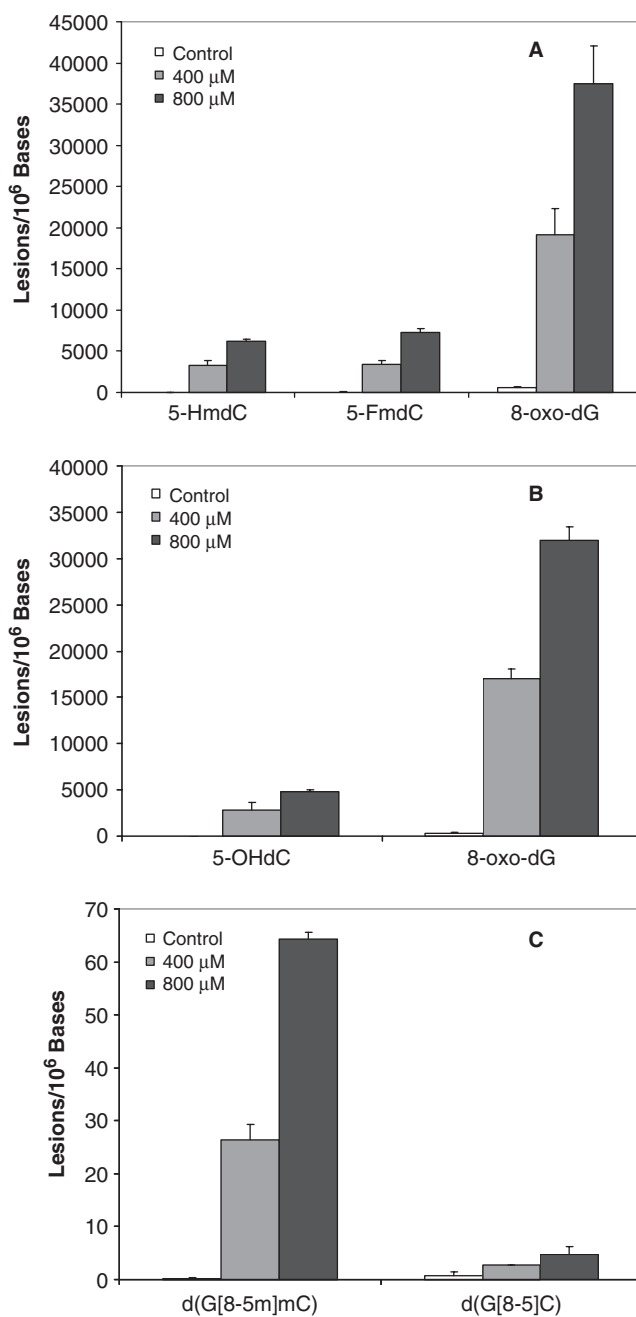 A
Control
400 μM
800 μM
Lesions/10⁶ Bases
45000
40000
35000
30000
25000
20000
15000
10000
5000
0
5-HmdC 5-FmdC 8-oxo-dG
B
Control
400 μM
800 μM
Lesions/10⁶ Bases
40000
35000
30000
25000
20000
15000
10000
5000
0
5-OHdC 8-oxo-dG
C
Control
400 μM
800 μM
Lesions/10⁶ Bases
70
60
50
40
30
20
10
0
d(G[8-5m]mC) d(G[8-5]C)